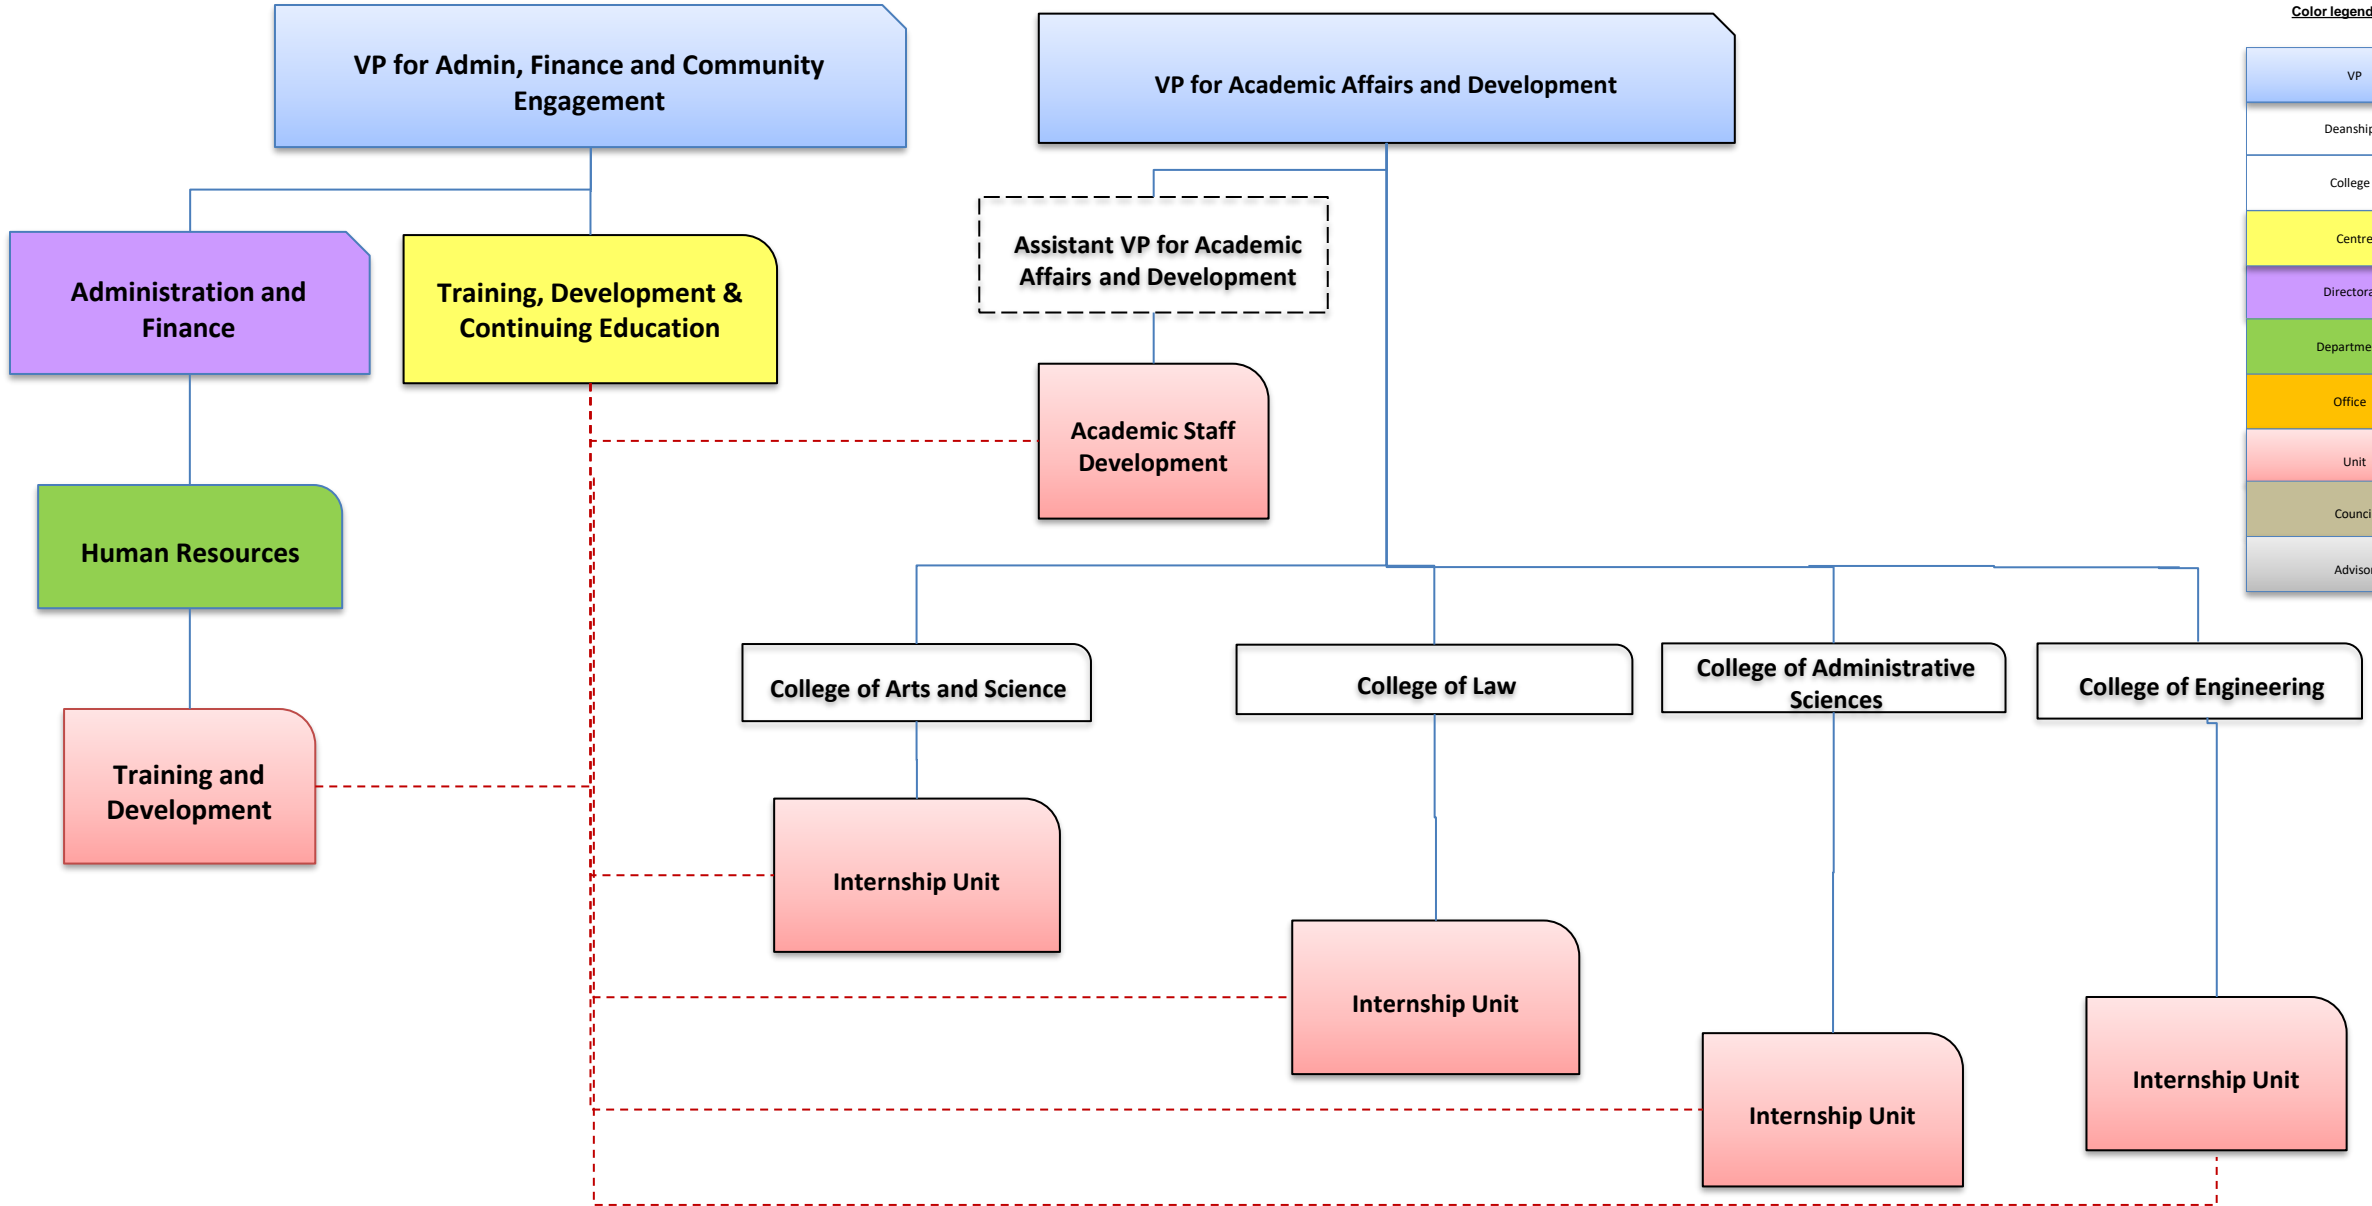 Color legend
VP for Admin, Finance and Community
Engagement
VP for Academic Affairs and Development
VP
Deanship
College
Centre
Office
Unit
Assistant VP for Academic
Affairs and Development
Administration and
Finance
Training, Development &
Continuing Education
Academic Staff
Development
Human Resources
College of Arts and Science
College of Law
College of Administrative
Sciences
College of Engineering
Training and
Development
Internship Unit
Internship Unit
Internship Unit
Internship Unit